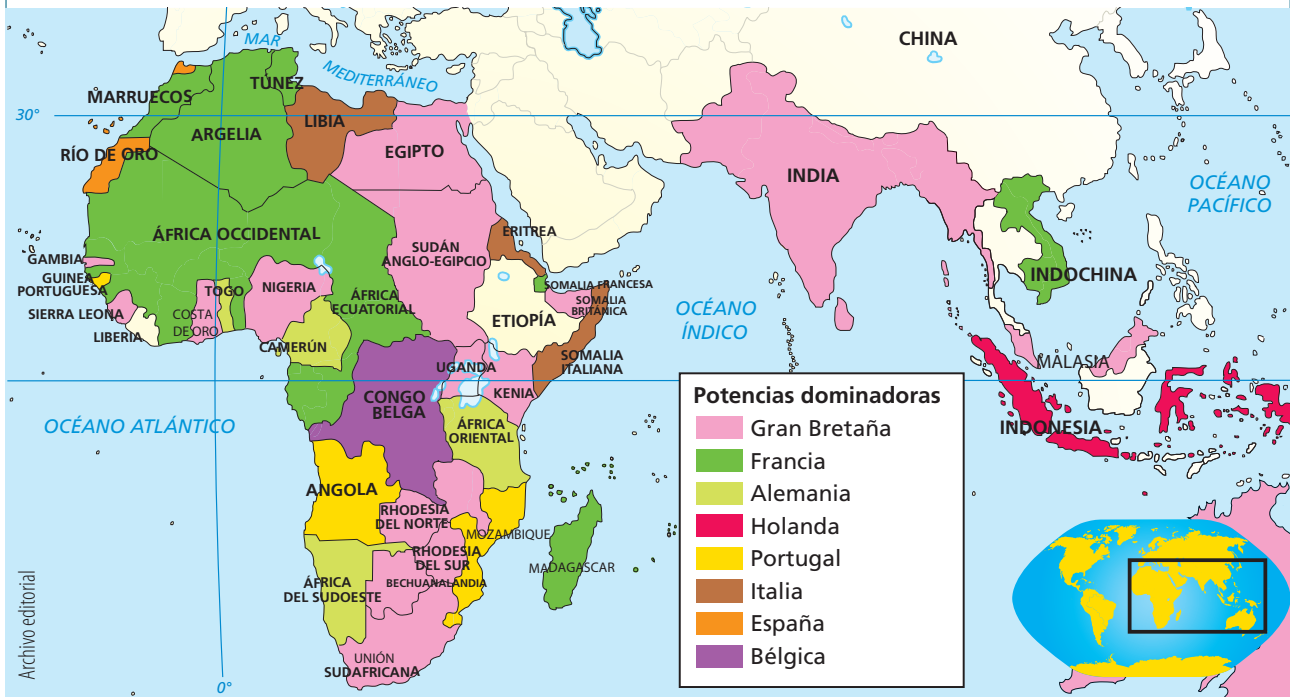 MAR
MEDITERRÁNEO
CHINA
MARRUECOS
TÚNEZ
30°
LIBIA
ARGELIA
EGIPTO
RÍO DE ORO
INDIA
OCÉANO
PACÍFICO
ÁFRICA OCCIDENTAL
ERITREA
SUDÁN
ANGLO-EGIPCIO
GAMBIA
GUINEA
PORTUGUESA
INDOCHINA
TOGO
NIGERIA
SOMALIA FRANCESA
SOMALIA
BRITÁNICA
ÁFRICA
ECUATORIAL
SIERRA LEONA
COSTA
DE ORO
OCÉANO
ÍNDICO
ETIOPÍA
LIBERIA
CAMERÚN
SOMALIA
ITALIANA
MALASIA
UGANDA
KENIA
CONGO
BELGA
OCÉANO ATLÁNTICO
ÁFRICA
ORIENTAL
INDONESIA
ANGOLA
RHODESIA
DEL NORTE
MOZAMBIQUE
RHODESIA
DEL SUR
MADAGASCAR
BECHUANALANDIA
ÁFRICA
DEL SUDOESTE
UNIÓN
SUDAFRICANA
0°
Potencias dominadoras
Gran Bretaña
Francia
Alemania
Holanda
Portugal
Italia
España
Bélgica
Archivo editorial